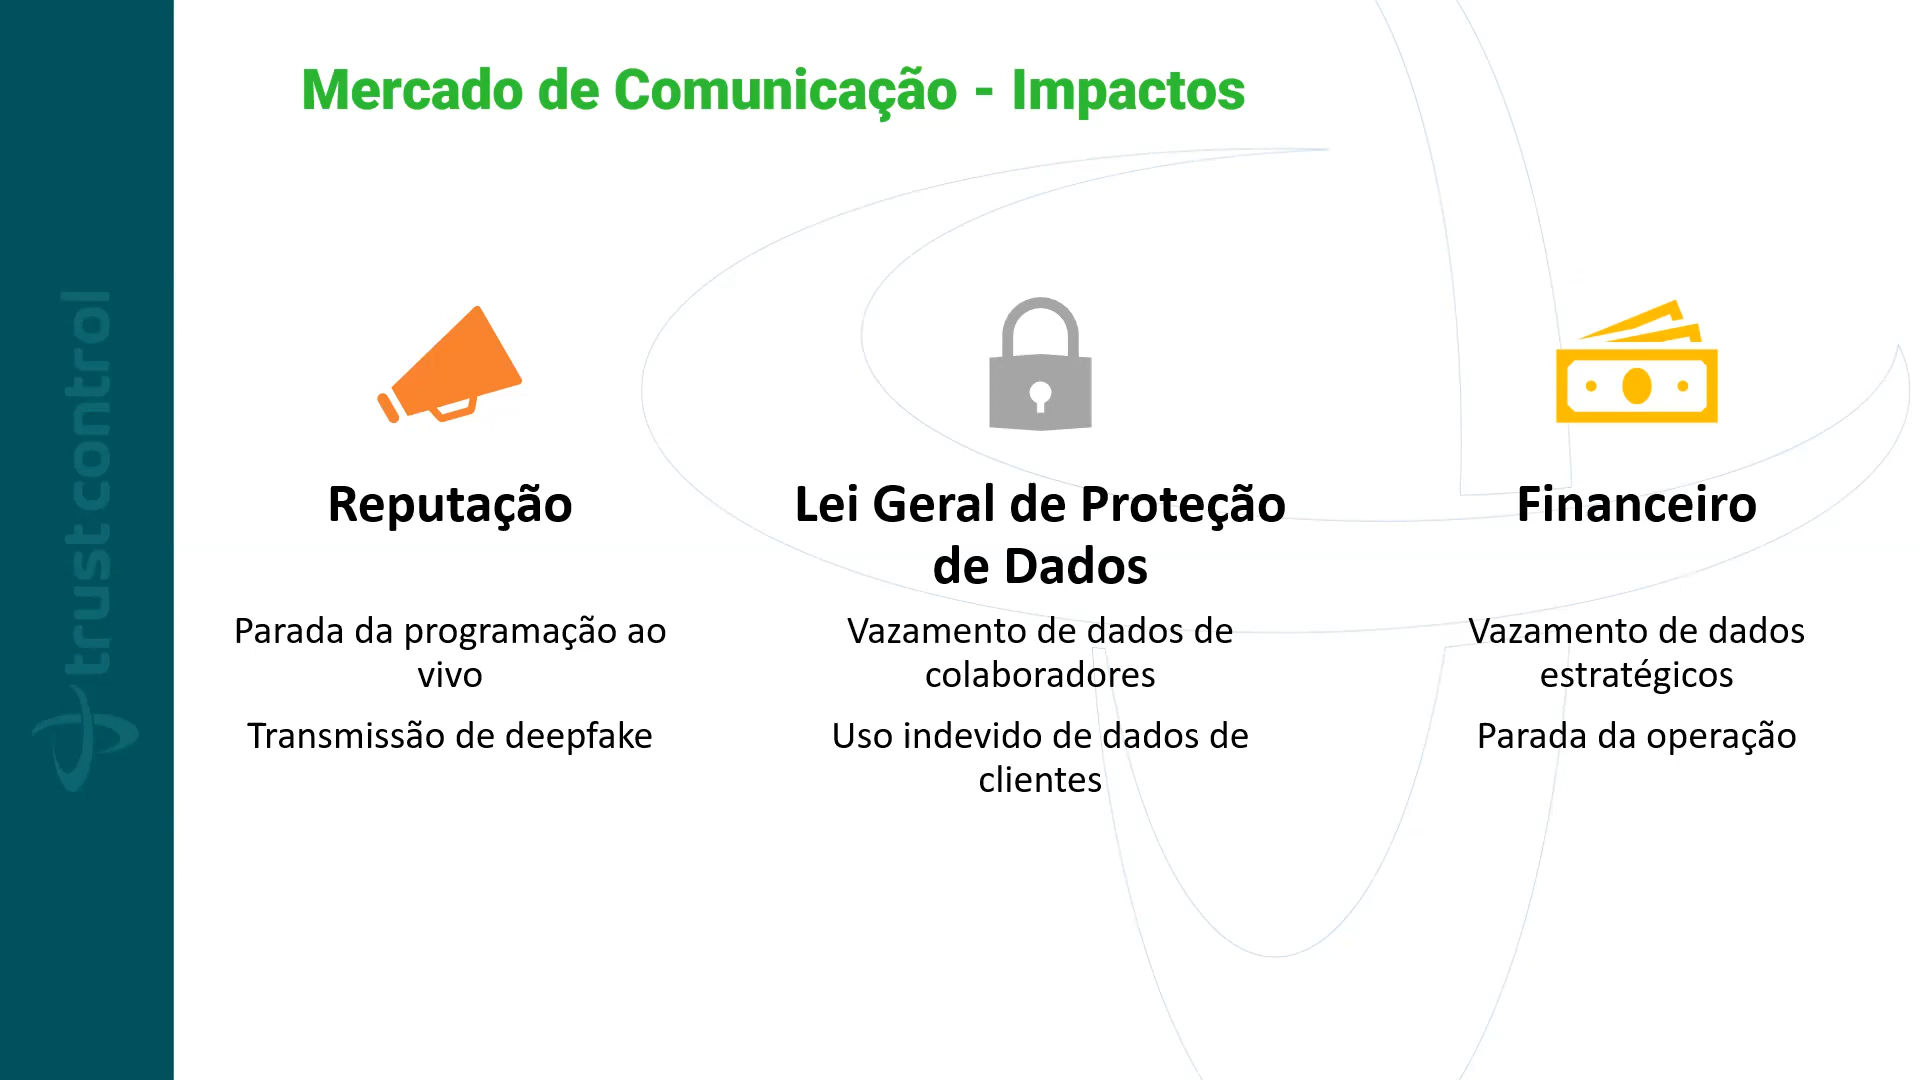 Mercado de Comunicação - Impactos
trust control
Reputação
Parada da programação ao
vivo
Transmissão de deepfake
Lei Geral de Proteção
de Dados
Vazamento de dados de
colaboradores
Uso indevido de dados de
clientes
Financeiro
Vazamento de dados
estratégicos
Parada da operação